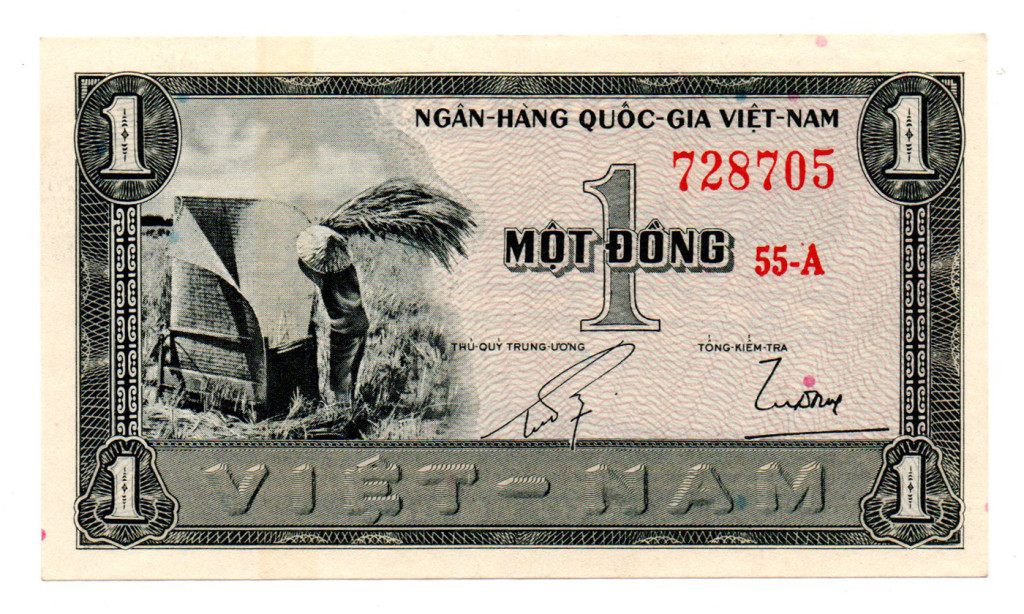 1
1
NGÂN-HÀNG QUỐC-GIA VIỆT-NAM
728705
1
MỘT ĐỒNG
55-A
THỦ-QUỸ TRUNG-ƯƠNG
TỔNG-KIỂM-TRA
VIỆT-NAM
1
1